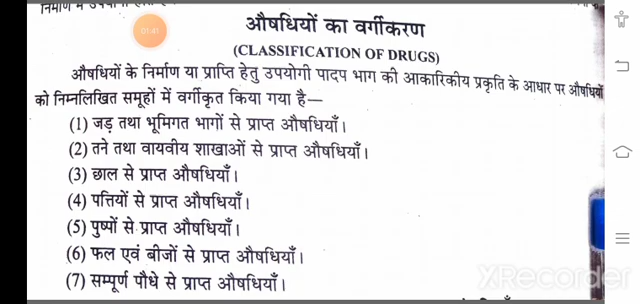 औषधियों का वर्गीकरण
(CLASSIFICATION OF DRUGS)
औषधियों के निर्माण या प्राप्ति हेतु उपयोगी पादप भाग की आकारिकीय प्रकृति के आधार पर औषधियों
को निम्नलिखित समूहों में वर्गीकृत किया गया है—
(1) जड़ तथा भूमिगत भागों से प्राप्त औषधियाँ।
(2) तने तथा वायवीय शाखाओं से प्राप्त औषधियाँ।
(3) छाल से प्राप्त औषधियाँ।
(4) पत्तियों से प्राप्त औषधियाँ।
(5) पुष्पों से प्राप्त औषधियाँ।
(6) फल एवं बीजों से प्राप्त औषधियाँ।
(7) सम्पूर्ण पौधे से प्राप्त औषधियाँ।
01:41
XRecorder